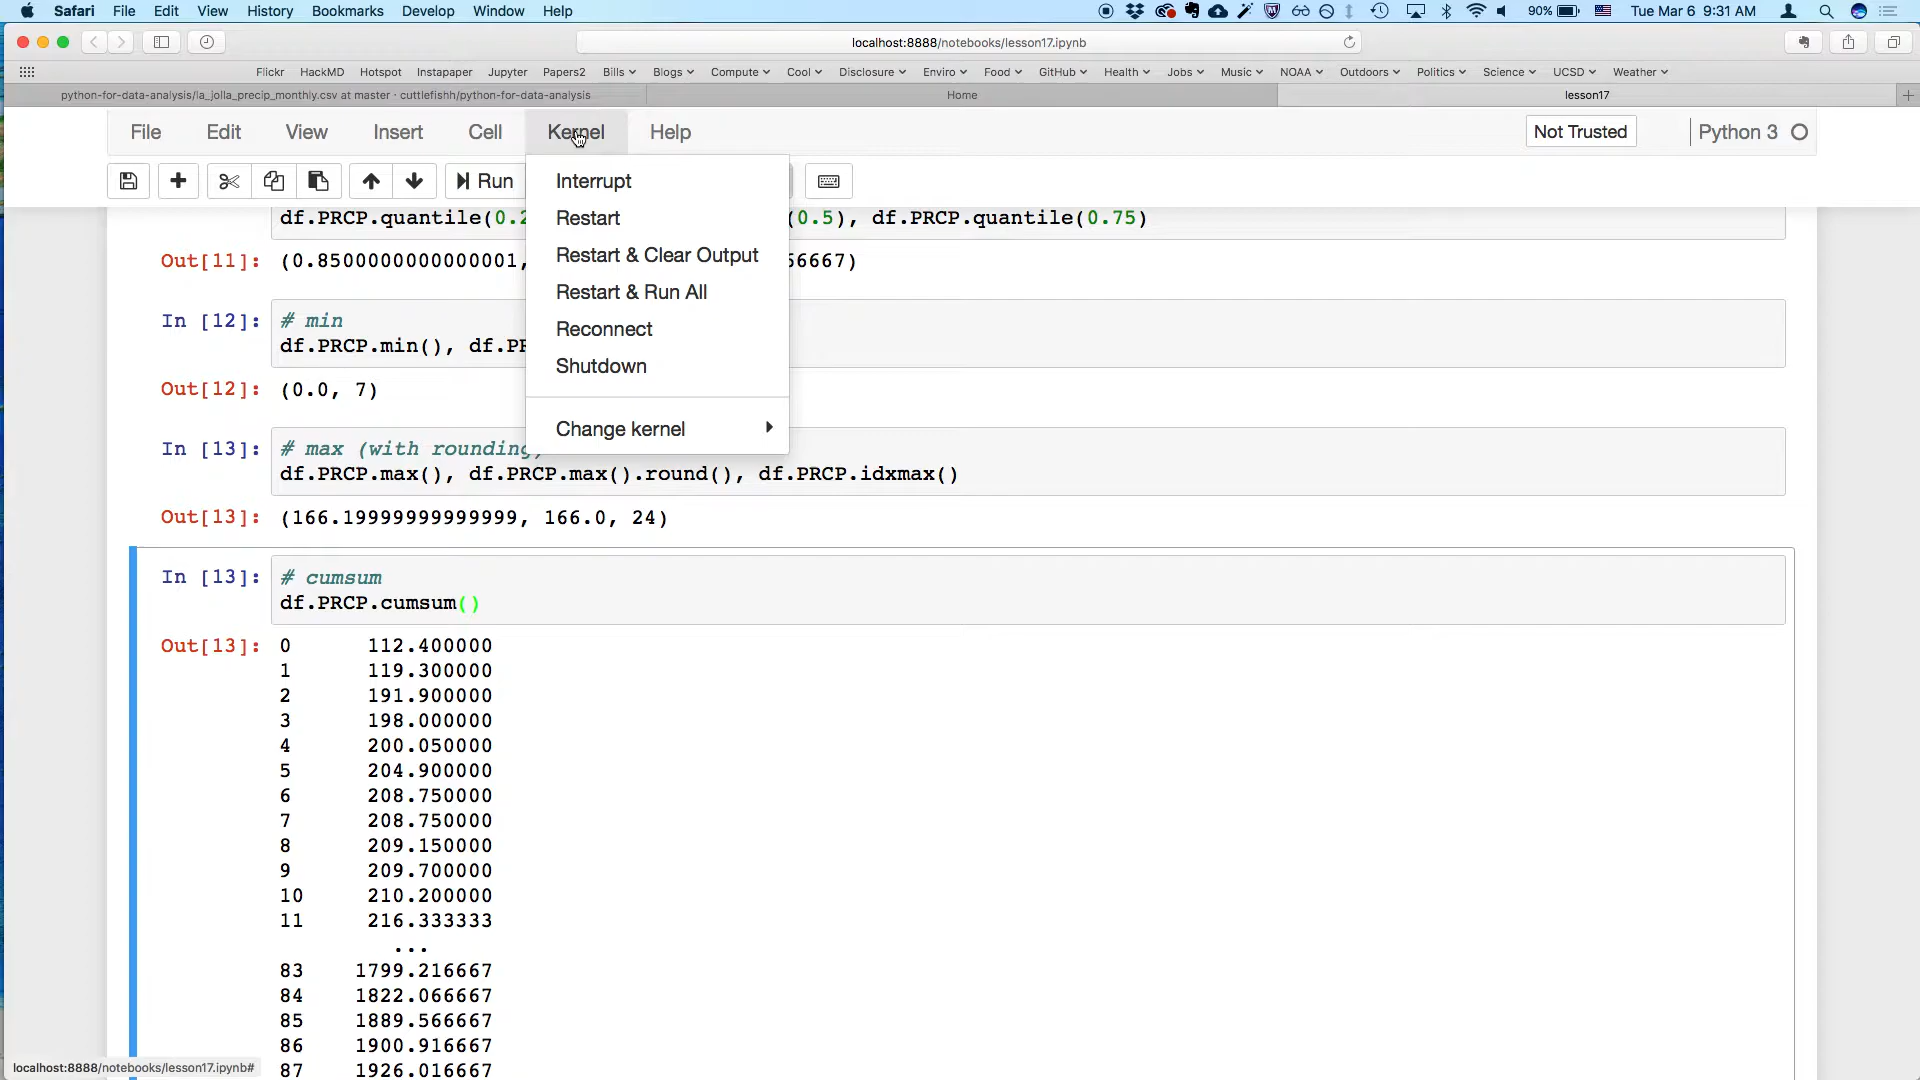 Safari File Edit View History Bookmarks Develop Window Help 90% Tue Mar 6 9:31 AM
localhost:8888/notebooks/lesson17.ipynb
Flickr HackMD Hotspot Instapaper Jupyter Papers2 Bills Blogs Compute Cool Disclosure Enviro Food GitHub Health Jobs Music NOAA Outdoors Politics Science UCSD Weather
python-for-data-analysis/la_jolla_precip_monthly.csv at master · cuttlefishh/python-for-data-analysis Home lesson17
File Edit View Insert Cell Kernel Help Not Trusted Python 3
Run
Interrupt
Restart
Restart & Clear Output
Restart & Run All
Reconnect
Shutdown
Change kernel
df.PRCP.quantile(0.2 (0.5), df.PRCP.quantile(0.75)
Out[11]: (0.8500000000000001, 56667)
In [12]: # min
df.PRCP.min(), df.PR
Out[12]: (0.0, 7)
In [13]: # max (with rounding)
df.PRCP.max(), df.PRCP.max().round(), df.PRCP.idxmax()
Out[13]: (166.19999999999999, 166.0, 24)
In [13]: # cumsum
df.PRCP.cumsum()
Out[13]: 0 112.400000
1 119.300000
2 191.900000
3 198.000000
4 200.050000
5 204.900000
6 208.750000
7 208.750000
8 209.150000
9 209.700000
10 210.200000
11 216.333333
...
83 1799.216667
84 1822.066667
85 1889.566667
86 1900.916667
87 1926.016667
localhost:8888/notebooks/lesson17.ipynb#